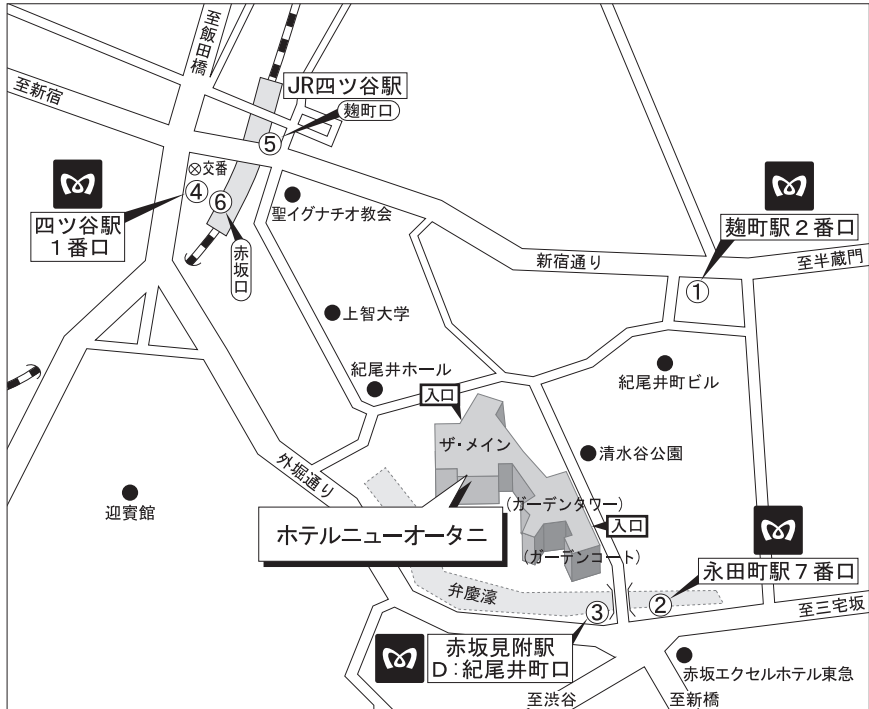 至飯田橋
至新宿
JR四ツ谷駅
麹町口
⑤
交番
④
⑥
四ツ谷駅
1番口
赤坂口
聖イグナチオ教会
麹町駅2番口
新宿通り
至半蔵門
①
上智大学
紀尾井ホール
紀尾井町ビル
入口
ザ・メイン
清水谷公園
外堀通り
迎賓館
(ガーデンタワー)
入口
ホテルニューオータニ
(ガーデンコート)
永田町駅7番口
弁慶濠
③
②
至三宅坂
赤坂見附駅
D:紀尾井町口
赤坂エクセルホテル東急
至渋谷
至新橋